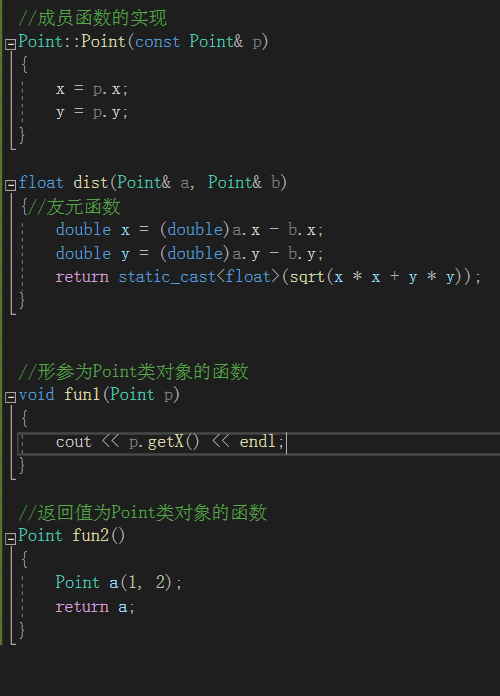 //成员函数的实现
Point::Point(const Point& p)
{
x = p.x;
y = p.y;
}
float dist(Point& a, Point& b)
{//友元函数
double x = (double)a.x - b.x;
double y = (double)a.y - b.y;
return static_cast<float>(sqrt(x * x + y * y));
}
//形参为Point类对象的函数
void fun1(Point p)
{
cout << p.getX() << endl;
}
//返回值为Point类对象的函数
Point fun2()
{
Point a(1, 2);
return a;
}